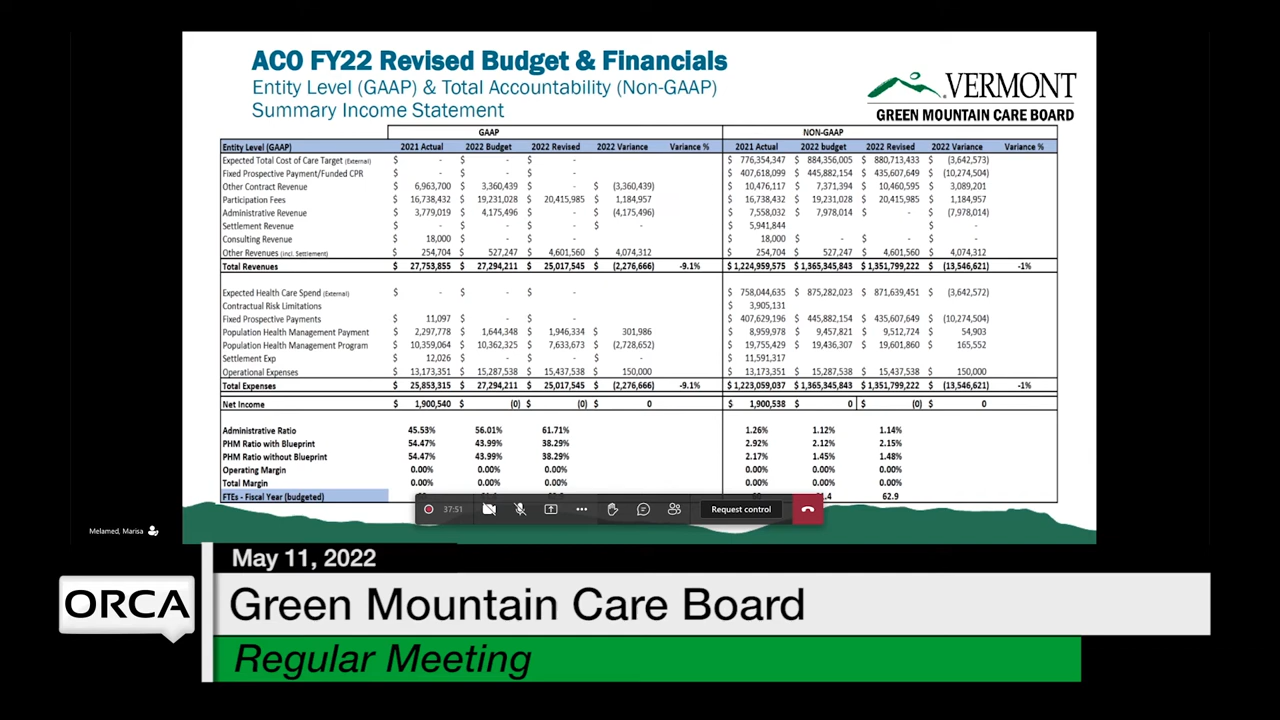 ACO FY22 Revised Budget & Financials
Entity Level (GAAP) & Total Accountability (Non-GAAP)
Summary Income Statement
VERMONT
GREEN MOUNTAIN CARE BOARD
GAAP NON-GAAP
Entity Level (GAAP) 2021 Actual 2022 Budget 2022 Revised 2022 Variance Variance % 2021 Actual 2022 budget 2022 Revised 2022 Variance Variance %
Expected Total Cost of Care Target (External) $ - $ - $ - $ 776,354,347 $ 884,356,005 $ 880,713,433 $ (3,642,573)
Fixed Prospective Payment/Funded CPR $ - $ - $ - $ 407,618,099 $ 445,882,154 $ 435,607,649 $ (10,274,504)
Other Contract Revenue $ 6,963,700 $ 3,360,439 $ - $ (3,360,439) $ 10,476,117 $ 7,371,394 $ 10,460,595 $ 3,089,201
Participation Fees $ 16,738,432 $ 19,231,028 $ 20,415,985 $ 1,184,957 $ 16,738,432 $ 19,231,028 $ 20,415,985 $ 1,184,957
Administrative Revenue $ 3,779,019 $ 4,175,496 $ - $ (4,175,496) $ 7,558,032 $ 7,978,014 $ - $ (7,978,014)
Settlement Revenue $ - $ - $ - $ - $ 5,941,844 $ -
Consulting Revenue $ 18,000 $ - $ - $ 18,000 $ - $ - $ -
Other Revenues (incl. Settlement) $ 254,704 $ 527,247 $ 4,601,560 $ 4,074,312 $ 254,704 $ 527,247 $ 4,601,560 $ 4,074,312
Total Revenues $ 27,753,855 $ 27,294,211 $ 25,017,545 $ (2,276,666) -9.1% $ 1,224,959,575 $ 1,365,345,843 $ 1,351,799,222 $ (13,546,621) -1%
Expected Health Care Spend (External) $ - $ - $ - $ 758,044,635 $ 875,282,023 $ 871,639,451 $ (3,642,572)
Contractual Risk Limitations $ 3,905,131
Fixed Prospective Payments $ 11,097 $ - $ - $ 407,629,196 $ 445,882,154 $ 435,607,649 $ (10,274,504)
Population Health Management Payment $ 2,297,778 $ 1,644,348 $ 1,946,334 $ 301,986 $ 8,959,978 $ 9,457,821 $ 9,512,724 $ 54,903
Population Health Management Program $ 10,359,064 $ 10,362,325 $ 7,633,673 $ (2,728,652) $ 19,755,429 $ 19,436,307 $ 19,601,860 $ 165,552
Settlement Exp $ 12,026 $ - $ - $ - $ 11,591,317 $ -
Operational Expenses $ 13,173,351 $ 15,287,538 $ 15,437,538 $ 150,000 $ 13,173,351 $ 15,287,538 $ 15,437,538 $ 150,000
Total Expenses $ 25,853,315 $ 27,294,211 $ 25,017,545 $ (2,276,666) -9.1% $ 1,223,059,037 $ 1,365,345,843 $ 1,351,799,222 $ (13,546,621) -1%
Net Income $ 1,900,540 $ (0) $ (0) $ 0 $ 1,900,538 $ 0 $ (0) $ 0
Administrative Ratio 45.53% 56.01% 61.71% 1.26% 1.12% 1.14%
PHM Ratio with Blueprint 54.47% 43.99% 38.29% 2.92% 2.12% 2.15%
PHM Ratio without Blueprint 54.47% 43.99% 38.29% 2.17% 1.45% 1.48%
Operating Margin 0.00% 0.00% 0.00% 0.00% 0.00% 0.00%
Total Margin 0.00% 0.00% 0.00% 0.00% 0.00% 0.00%
FTEs - Fiscal Year (budgeted) 62.9
37:51 Request control
Melamed, Marisa
May 11, 2022
ORCA
Green Mountain Care Board
Regular Meeting